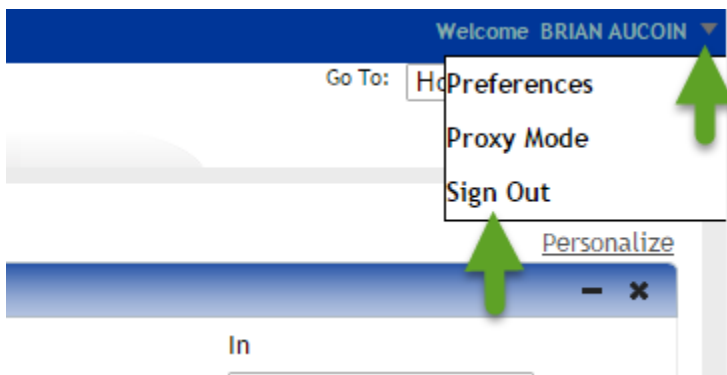 Welcome BRIAN AUCOIN
Go To:
Preferences
Proxy Mode
Sign Out
Personalize
In